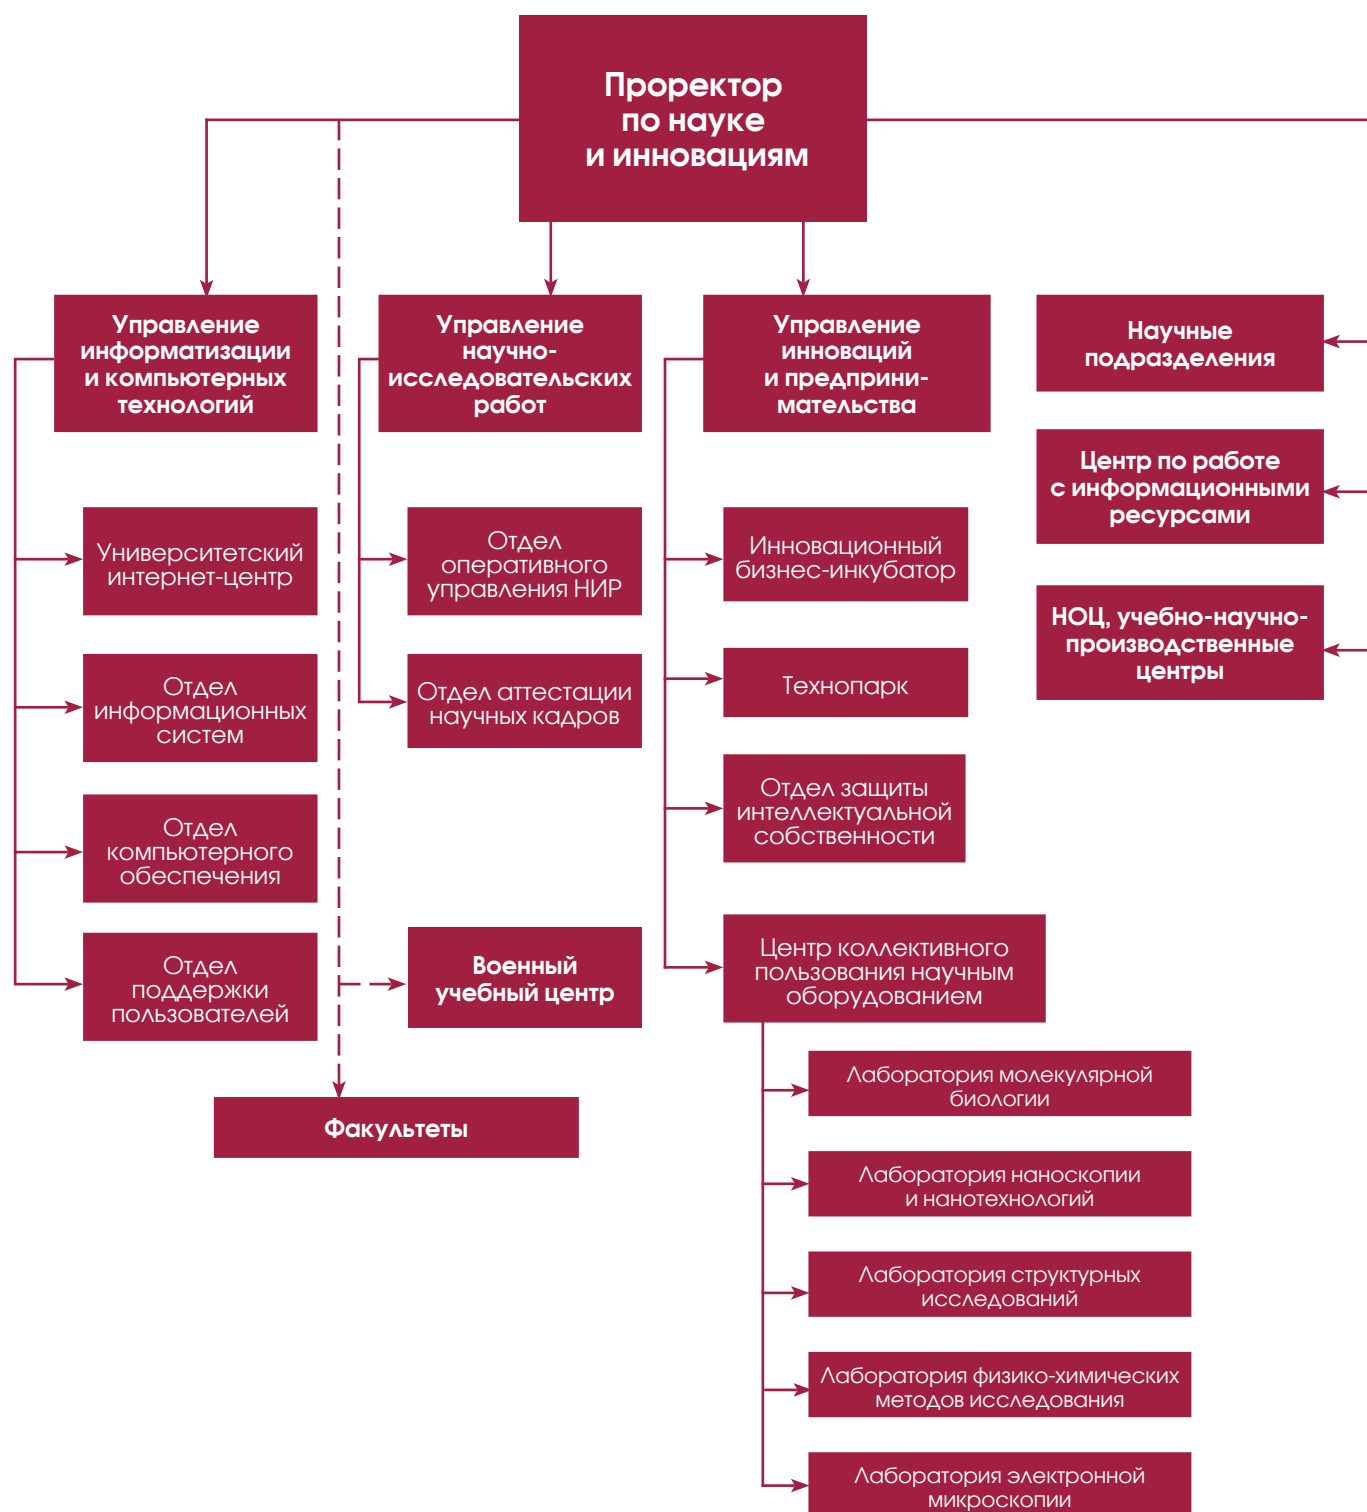 Проректор
по науке
и инновациям
Управление
информатизации
и компьютерных
технологий
Университетский
интернет-центр
Отдел
информационных
систем
Отдел
компьютерного
обеспечения
Отдел
поддержки
пользователей
Управление
научно-
исследовательских
работ
Отдел
оперативного
управления НИР
Отдел аттестации
научных кадров
Военный
учебный центр
Факультеты
Управление
инноваций
и предприни-
мательства
Инновационный
бизнес-инкубатор
Технопарк
Отдел защиты
интеллектуальной
собственности
Центр коллективного
пользования научным
оборудованием
Лаборатория молекулярной
биологии
Лаборатория наноскопии
и нанотехнологий
Лаборатория структурных
исследований
Лаборатория физико-химических
методов исследования
Лаборатория электронной
микроскопии
Научные
подразделения
Центр по работе
с информационными
ресурсами
НОЦ, учебно-научно-
производственные
центры